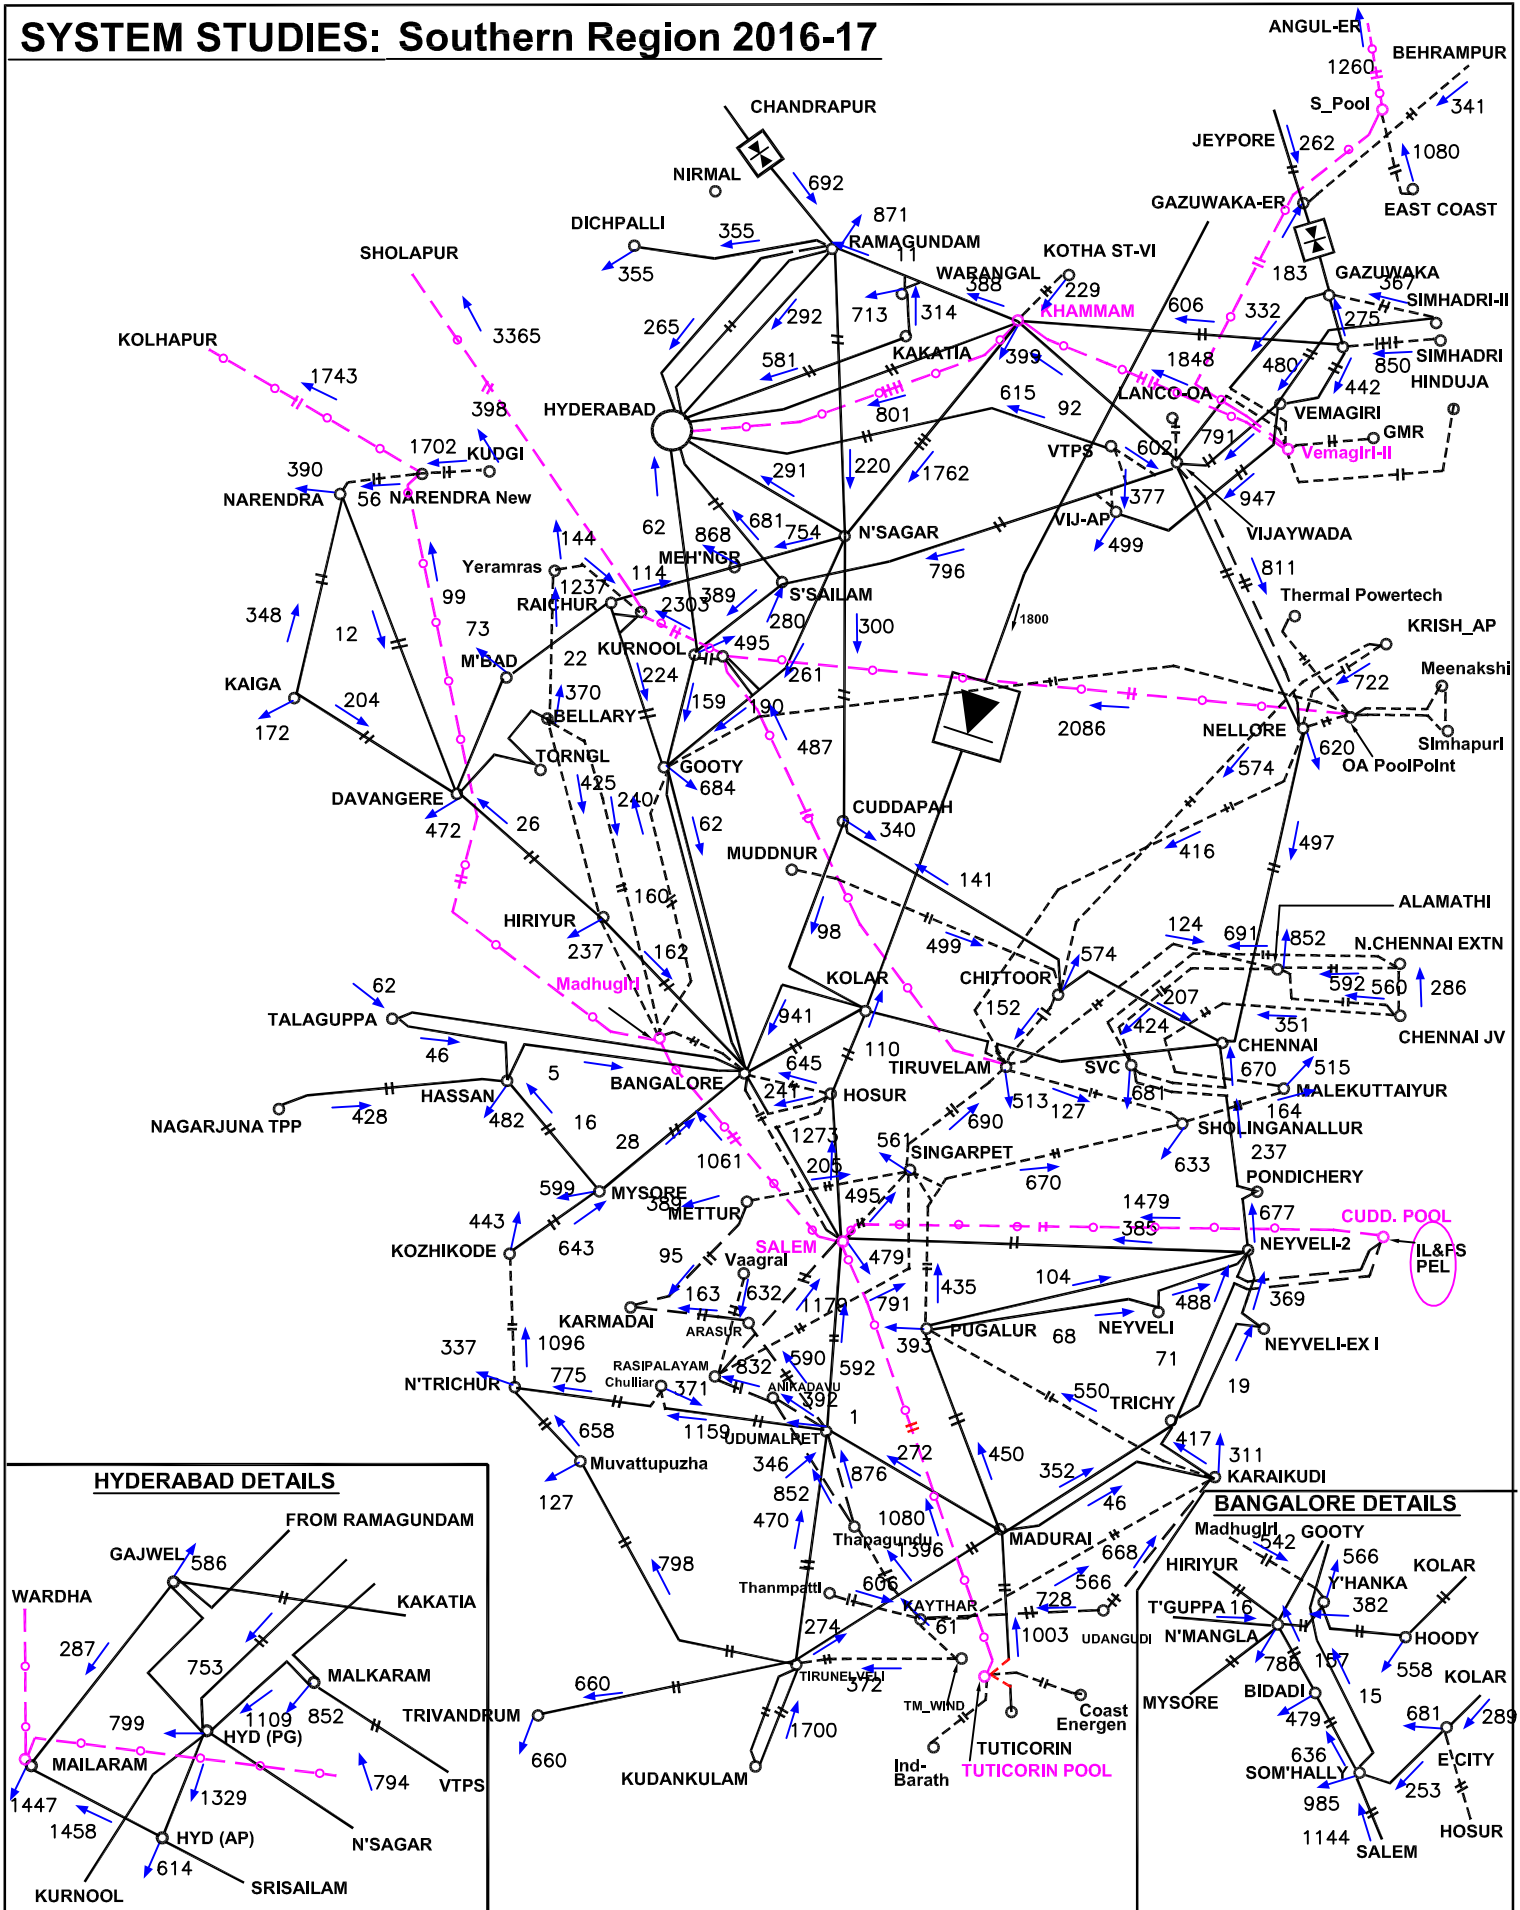 SYSTEM STUDIES: Southern Region 2016-17
ANGUL-ER
BEHRAMPUR
1260
S_Pool
341
CHANDRAPUR
JEYPORE
262
1080
NIRMAL
692
GAZUWAKA-ER
EAST COAST
DICHPALLI
355
871
RAMAGUNDAM
KOTHA ST-VI
SHOLAPUR
11
WARANGAL
183
GAZUWAKA
355
388
229
367
SIMHADRI-II
3365
265
292
713
314
KHAMMAM
606
332
275
KOLHAPUR
KAKATIA
399
SIMHADRI
1743
581
1848
480
850
442
HINDUJA
398
HYDERABAD
801
615
92
LANCO-OA
VEMAGIRI
1702
KUDGI
GMR
390
VTPS
602
791
VemagIrI-II
NARENDRA
56
NARENDRA New
291
220
1762
377
947
62
681
754
N'SAGAR
VIJ-AP
499
VIJAYWADA
144
868
MEH'NGR
Yeramras
114
796
811
1237
RAICHUR
389
S'SAILAM
Thermal Powertech
348
99
2303
280
300
1800
KRISH_AP
12
73
KURNOOL
495
M'BAD
22
224
261
Meenakshi
KAIGA
204
370
159
190
722
172
BELLARY
487
2086
NELLORE
SImhapurI
TORNGL
GOOTY
620
OA PoolPoInt
DAVANGERE
425
684
574
472
26
240
62
CUDDAPAH
340
MUDDNUR
416
497
141
160
ALAMATHI
HIRIYUR
98
124
237
162
499
691
852
N.CHENNAI EXTN
MadhugIrI
KOLAR
CHITTOOR
574
592
560
286
62
152
207
TALAGUPPA
941
424
351
CHENNAI JV
46
645
110
CHENNAI
5
BANGALORE
TIRUVELAM
SVC
670
515
HASSAN
241
HOSUR
MALEKUTTAIYUR
NAGARJUNA TPP
428
482
16
513
127
681
164
28
1273
690
SHOLINGANALLUR
1061
561
SINGARPET
237
205
633
599
MYSORE
670
PONDICHERY
389
METTUR
495
1479
443
677
CUDD. POOL
643
SALEM
385
KOZHIKODE
NEYVELI-2
IL&FS
PEL
95
Vaagral
479
104
163
632
1179
791
435
488
369
KARMADAI
ARASUR
NEYVELI
PUGALUR
68
NEYVELI-EX I
337
1096
393
590
592
71
RASIPALAYAM
832
775
N'TRICHUR
Chulliar
371
ANIKADAVU
392
19
550
TRICHY
658
1159
1
UDUMALPET
417
311
346
272
Muvattupuzha
876
450
352
KARAIKUDI
127
852
1080
46
470
Thapagundu
MADURAI
798
1396
668
Thanmpatti
606
566
728
KAYTHAR
61
274
1003
UDANGUDI
TIRUNELVELI
660
372
TM_WIND
TRIVANDRUM
1700
Coast
Energen
660
TUTICORIN
Ind-
Barath
KUDANKULAM
TUTICORIN POOL
HYDERABAD DETAILS
FROM RAMAGUNDAM
GAJWEL
586
WARDHA
KAKATIA
287
753
MALKARAM
799
1109
852
HYD (PG)
MAILARAM
VTPS
1447
1329
794
1458
HYD (AP)
N'SAGAR
614
KURNOOL
SRISAILAM
BANGALORE DETAILS
MadhugIrI
GOOTY
542
HIRIYUR
566
KOLAR
Y'HANKA
T'GUPPA
16
382
N'MANGLA
HOODY
786
157
558
KOLAR
MYSORE
BIDADI
15
479
681
289
636
E CITY
SOM'HALLY
985
253
1144
HOSUR
SALEM